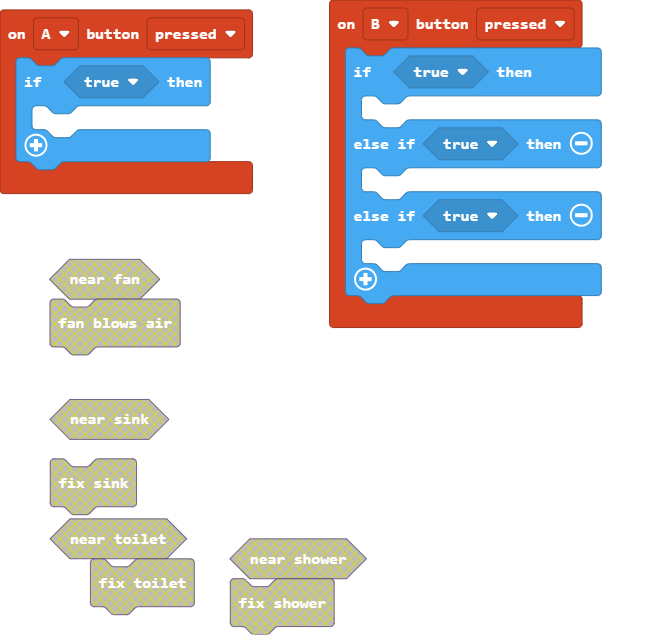 on A button pressed
if true then
on B button pressed
if true then
else if true then
else if true then
near fan
fan blows air
near sink
fix sink
near toilet
fix toilet
near shower
fix shower